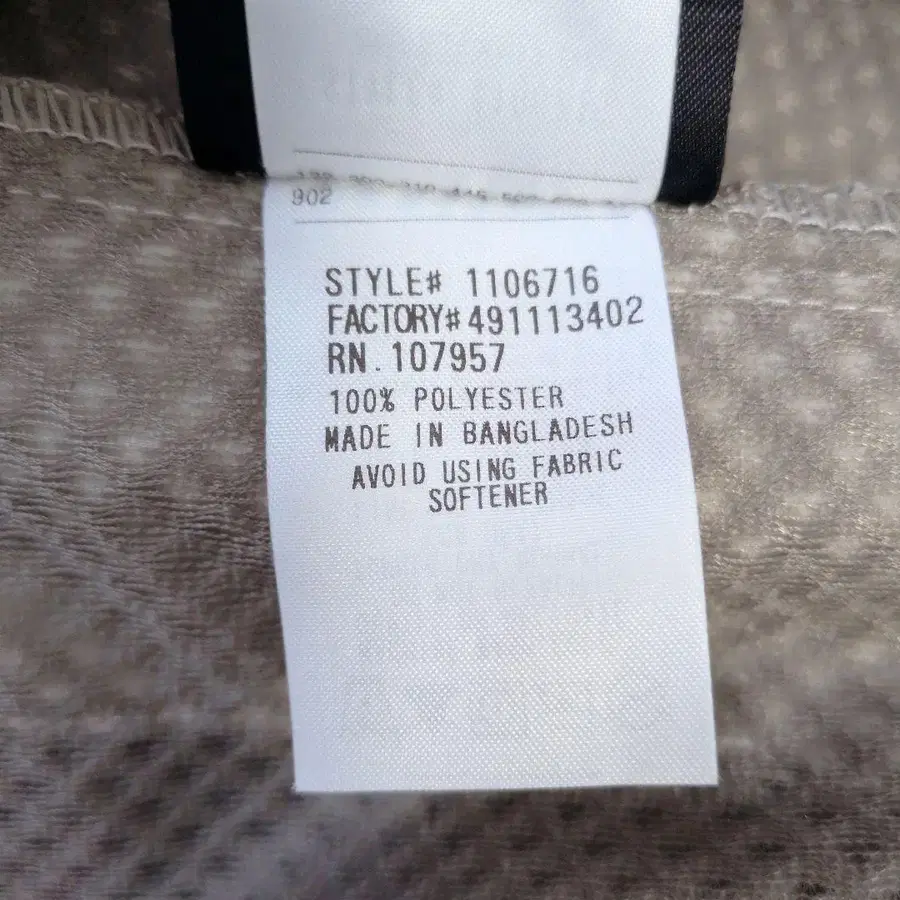 902
STYLE# 1106716
FACTORY# 491113402
RN. 107957
100% POLYESTER
MADE IN BANGLADESH
AVOID USING FABRIC
SOFTENER